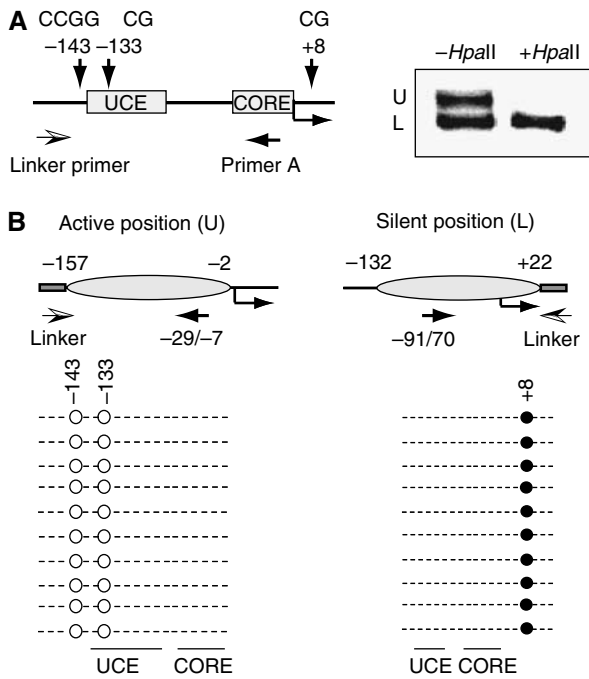 A
CCGG CG CG
−143 −133 +8
UCE CORE
Linker primer Primer A
−HpaII +HpaII
U
L
B
Active position (U) Silent position (L)
−157 −2 −132 +22
Linker −29/−7 −91/70 Linker
−143 −133 +8
UCE CORE UCE CORE